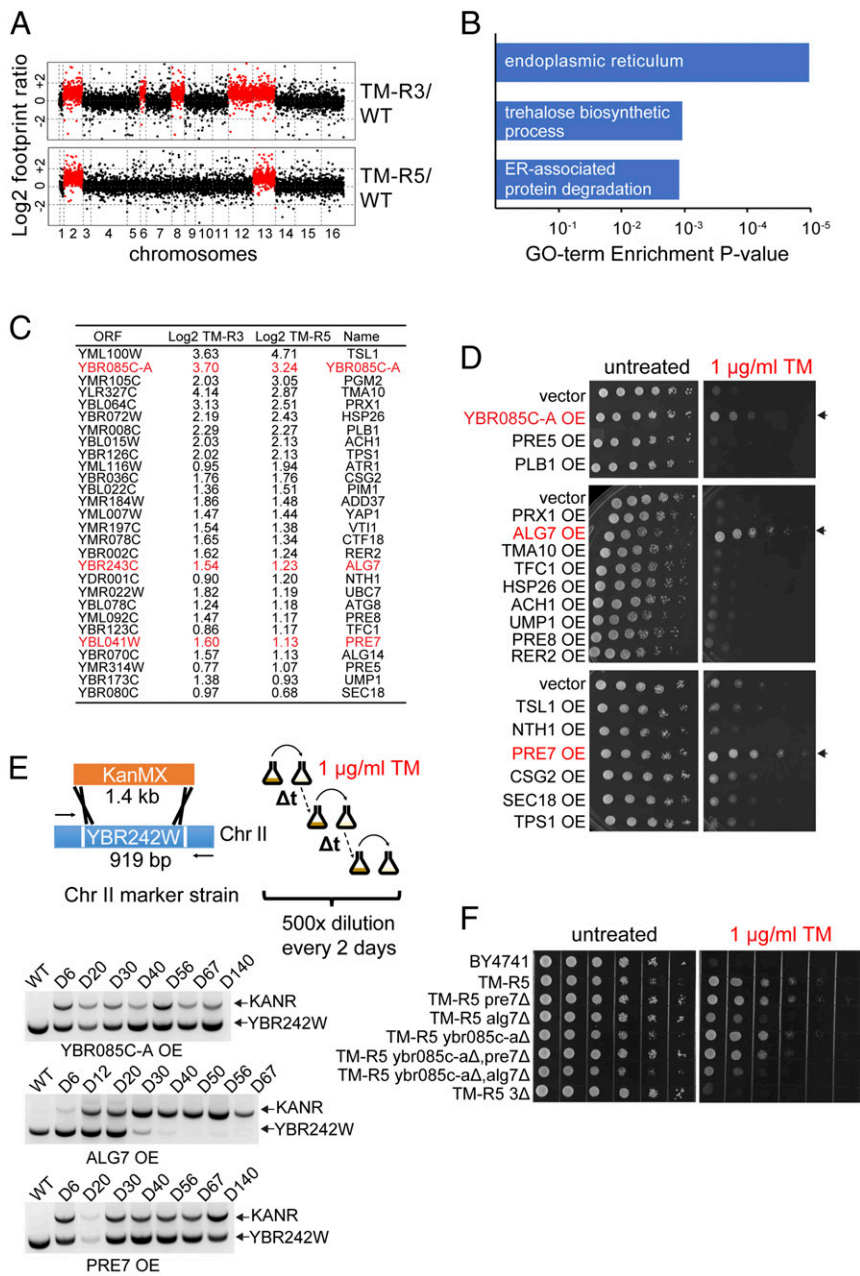 A
Log2 footprint ratio
+2
0
-2
TM-R3/
WT
+2
0
-2
TM-R5/
WT
1 2 3 4 5 6 7 8 9 10 11 12 13 14 15 16
chromosomes
B
endoplasmic reticulum
trehalose biosynthetic
process
ER-associated
protein degradation
10-1 10-2 10-3 10-4 10-5
GO-term Enrichment P-value
C
ORF Log2 TM-R3 Log2 TM-R5 Name
YML100W 3.63 4.71 TSL1
YBR085C-A 3.70 3.24 YBR085C-A
YMR105C 2.03 3.05 PGM2
YLR327C 4.14 2.87 TMA10
YBL064C 3.13 2.51 PRX1
YBR072W 2.19 2.43 HSP26
YMR008C 2.29 2.27 PLB1
YBL015W 2.03 2.13 ACH1
YBR126C 2.02 2.13 TPS1
YML116W 0.95 1.94 ATR1
YBR036C 1.76 1.76 CSG2
YBL022C 1.36 1.51 PIM1
YMR184W 1.86 1.48 ADD37
YML007W 1.47 1.44 YAP1
YMR197C 1.54 1.38 VTI1
YMR078C 1.65 1.34 CTF18
YBR002C 1.62 1.24 RER2
YBR243C 1.54 1.23 ALG7
YDR001C 0.90 1.20 NTH1
YMR022W 1.82 1.19 UBC7
YBL078C 1.24 1.18 ATG8
YML092C 1.47 1.17 PRE8
YBR123C 0.86 1.17 TFC1
YBL041W 1.60 1.13 PRE7
YBR070C 1.57 1.13 ALG14
YMR314W 0.77 1.07 PRE5
YBR173C 1.38 0.93 UMP1
YBR080C 0.97 0.68 SEC18
D
untreated 1 µg/ml TM
vector
YBR085C-A OE
PRE5 OE
PLB1 OE
vector
PRX1 OE
ALG7 OE
TMA10 OE
TFC1 OE
HSP26 OE
ACH1 OE
UMP1 OE
PRE8 OE
RER2 OE
vector
TSL1 OE
NTH1 OE
PRE7 OE
CSG2 OE
SEC18 OE
TPS1 OE
E
KanMX
1.4 kb
YBR242W
Chr II
919 bp
Chr II marker strain
1 µg/ml TM
Δt
Δt
500x dilution
every 2 days
WT D6 D20 D30 D40 D56 D67 D140
KANR
YBR242W
YBR085C-A OE
WT D6 D12 D20 D30 D40 D50 D56 D67
KANR
YBR242W
ALG7 OE
WT D6 D20 D30 D40 D56 D67 D140
KANR
YBR242W
PRE7 OE
F
untreated 1 µg/ml TM
BY4741
TM-R5
TM-R5 pre7Δ
TM-R5 alg7Δ
TM-R5 ybr085c-aΔ
TM-R5 ybr085c-aΔ,pre7Δ
TM-R5 ybr085c-aΔ,alg7Δ
TM-R5 3Δ